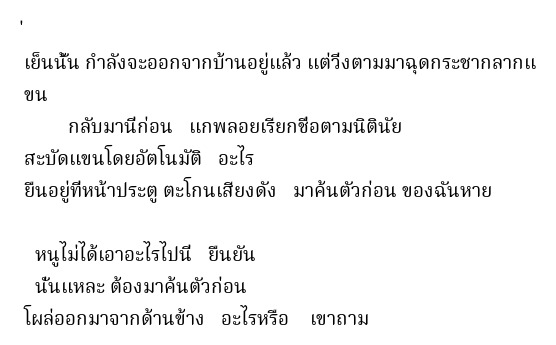 เย็นนั้น กำลังจะออกจากบ้านอยู่แล้ว แต่วิ่งตามมาฉุดกระชากลากแ
ขน
กลับมานี่ก่อน แกพลอยเรียกชื่อตามนิตินัย
สะบัดแขนโดยอัตโนมัติ อะไร
ยืนอยู่ที่หน้าประตู ตะโกนเสียงดัง มาค้นตัวก่อน ของฉันหาย
หนูไม่ได้เอาอะไรไปนี่ ยืนยัน
นั่นแหละ ต้องมาค้นตัวก่อน
โผล่ออกมาจากด้านข้าง อะไรหรือ เขาถาม